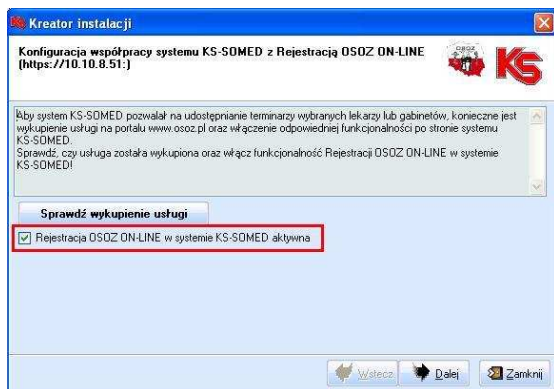 Kreator instalacji
Konfiguracja współpracy systemu KS-SOMED z Rejestracją OSOZ ON-LINE
(https://10.10.8.51:)
OSOZ
KS
Aby system KS-SOMED pozwalał na udostępnianie terminarzy wybranych lekarzy lub gabinetów, konieczne jest
wykupienie usługi na portalu www.osoz.pl oraz włączenie odpowiedniej funkcjonalności po stronie systemu
KS-SOMED.
Sprawdź, czy usługa została wykupiona oraz włącz funkcjonalność Rejestracji OSOZ ON-LINE w systemie
KS-SOMED!
Sprawdź wykupienie usługi
Rejestracja OSOZ ON-LINE w systemie KS-SOMED aktywna
Wstecz Dalej Zamknij